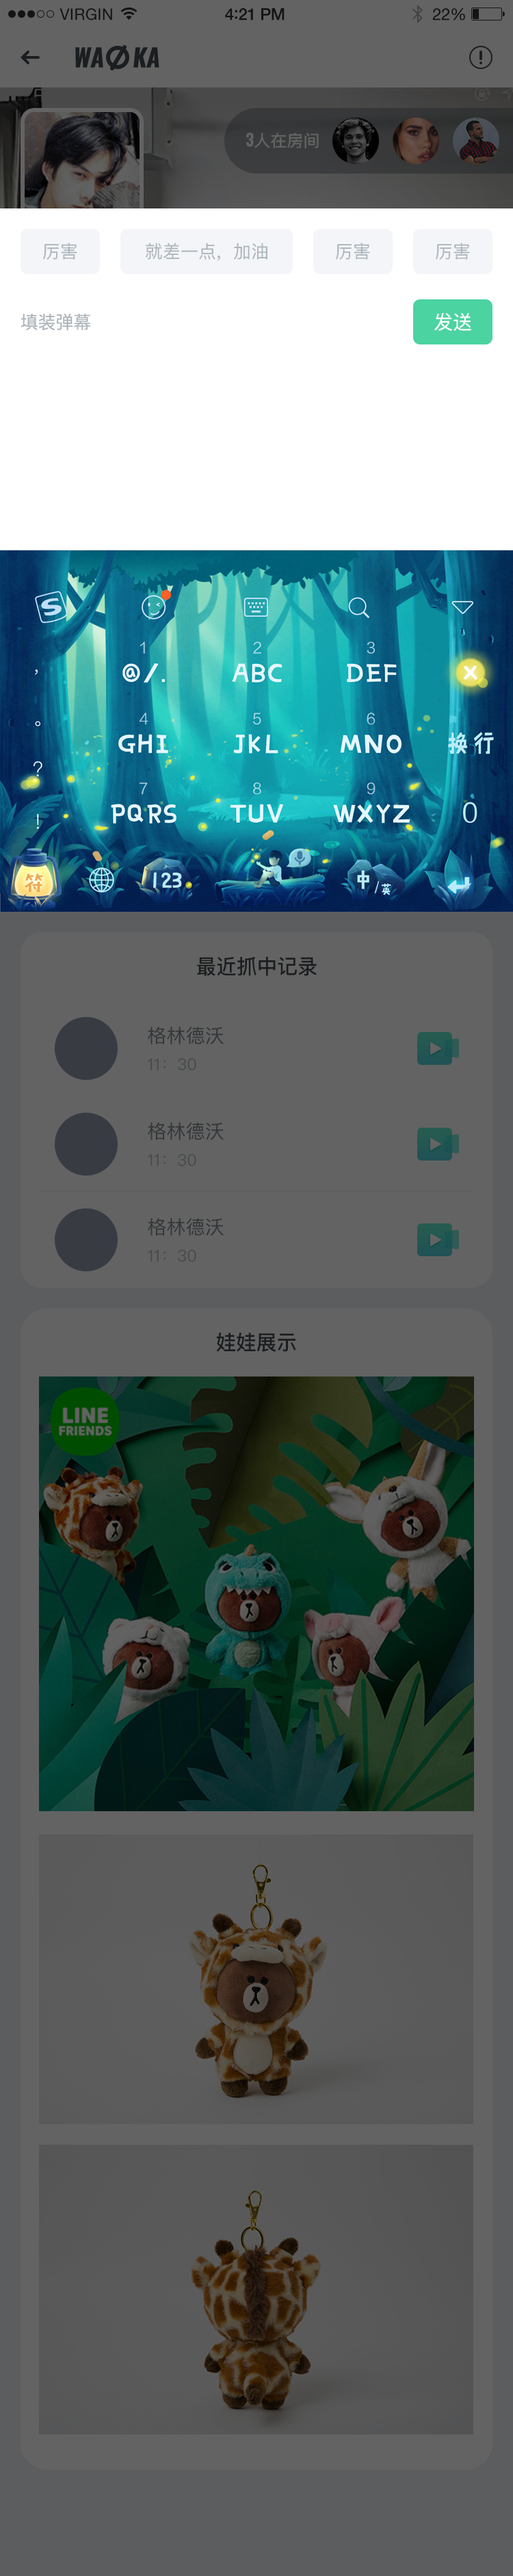 VIRGIN 4:21 PM 22%
WAØKA
3人在房间
厉害 就差一点，加油 厉害 厉害
填装弹幕 发送
S
1 2 3
， @/. ABC DEF
4 5 6
。 GHI JKL MNO 换行
?
7 8 9
! PQRS TUV WXYZ 0
符 123 中/英
最近抓中记录
格林德沃
11：30
格林德沃
11：30
格林德沃
11：30
娃娃展示
LINE
FRIENDS